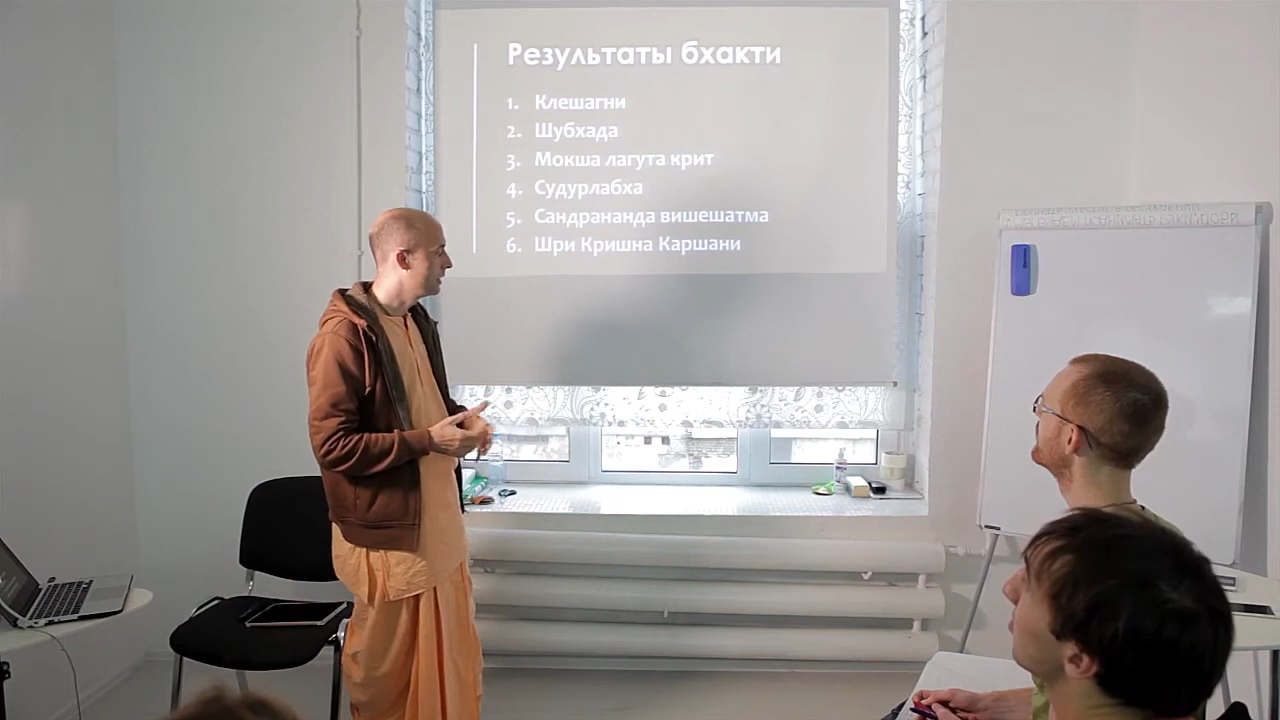 Результаты бхакти
1. Клешагни
2. Шубхада
3. Мокша лагута крит
4. Судурлабха
5. Сандрананда вишешатма
6. Шри Кришна Каршани